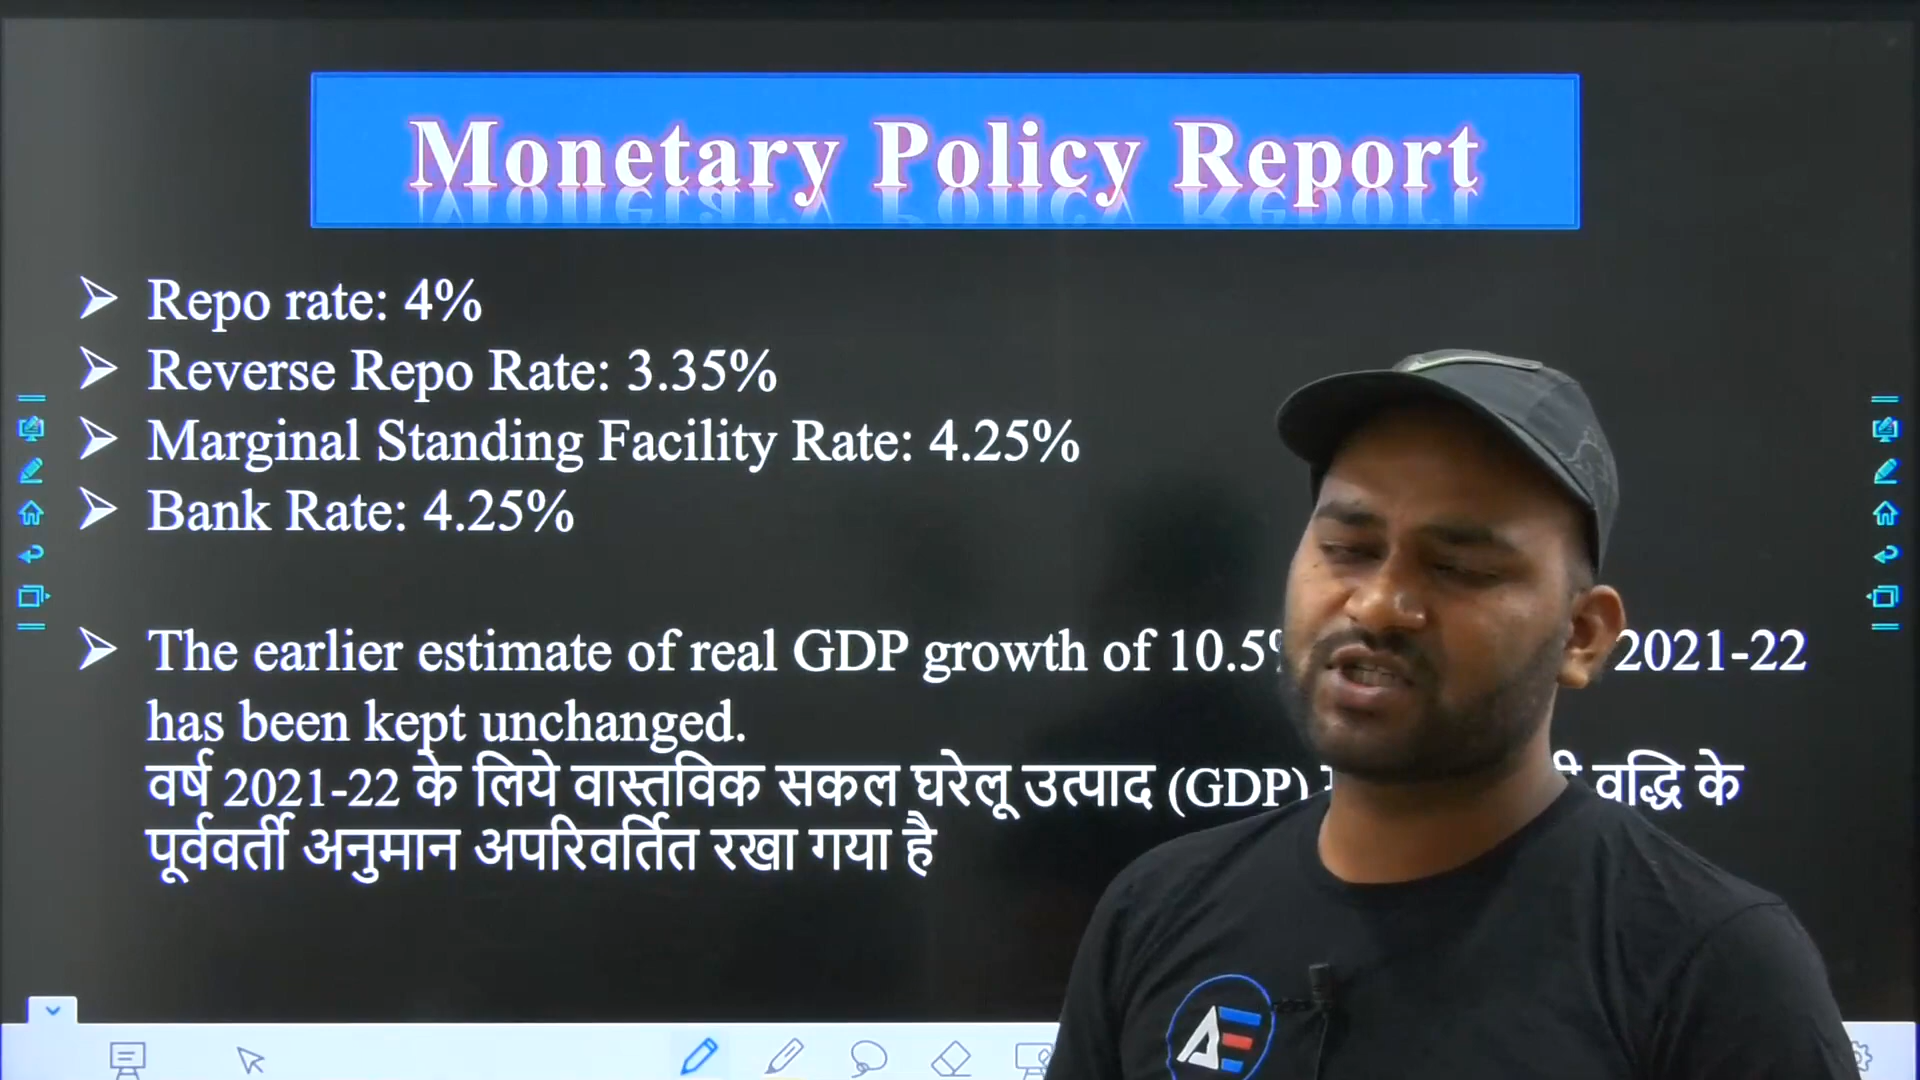 Monetary Policy Report
Repo rate: 4%
Reverse Repo Rate: 3.35%
Marginal Standing Facility Rate: 4.25%
Bank Rate: 4.25%
The earlier estimate of real GDP growth of 10.5% 2021-22
has been kept unchanged.
वर्ष 2021-22 के लिये वास्तविक सकल घरेलू उत्पाद (GDP) वद्धि के
पूर्ववर्ती अनुमान अपरिवर्तित रखा गया है
AE